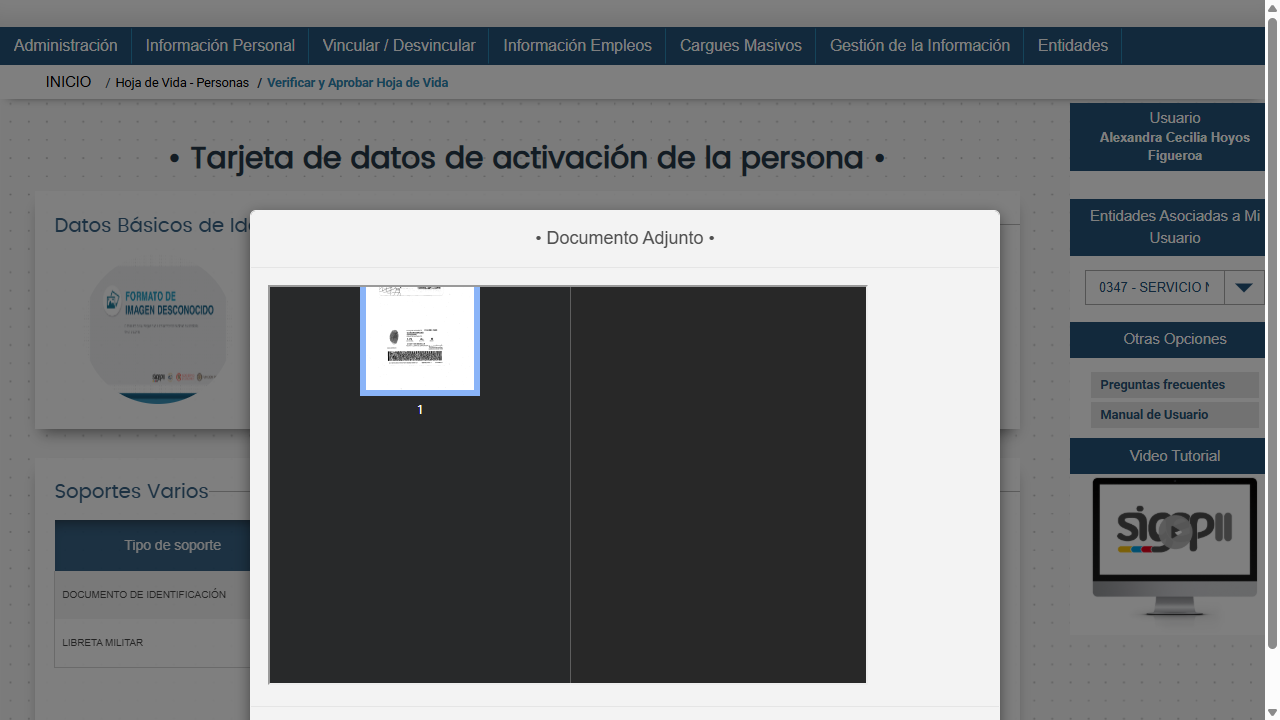 Administración
Información Personal
Vincular / Desvincular
Información Empleos
Cargues Masivos
Gestión de la Información
Entidades
INICIO / Hoja de Vida - Personas / Verificar y Aprobar Hoja de Vida
• Tarjeta de datos de activación de la persona •
Datos Básicos de Id
FORMATO DE
IMAGEN DESCONOCIDO
• Documento Adjunto •
1
Soportes Varios
Tipo de soporte
DOCUMENTO DE IDENTIFICACIÓN
LIBRETA MILITAR
Usuario
Alexandra Cecilia Hoyos
Figueroa
Entidades Asociadas a Mi
Usuario
0347 - SERVICIO
Otras Opciones
Preguntas frecuentes
Manual de Usuario
Video Tutorial
sigepII